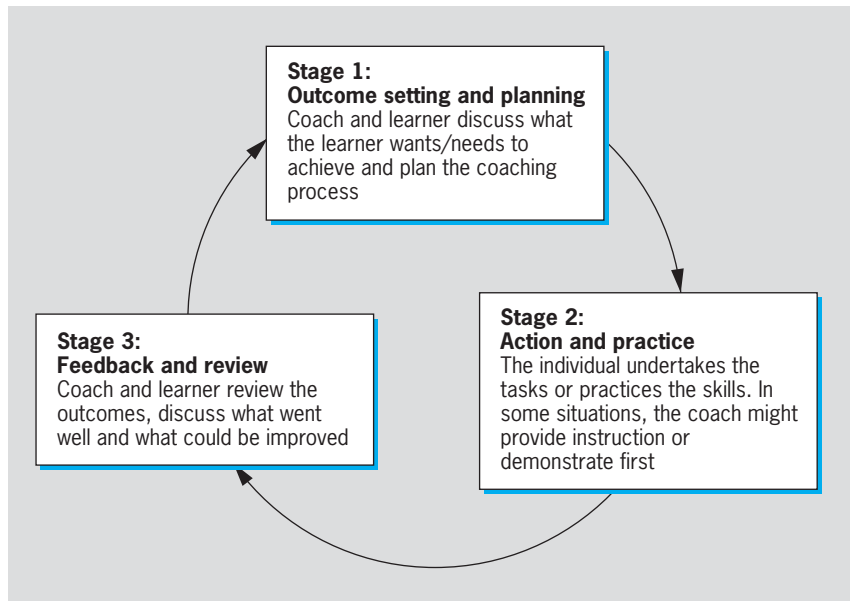 Stage 1:
Outcome setting and planning
Coach and learner discuss what
the learner wants/needs to
achieve and plan the coaching
process
Stage 2:
Action and practice
The individual undertakes the
tasks or practices the skills. In
some situations, the coach might
provide instruction or
demonstrate first
Stage 3:
Feedback and review
Coach and learner review the
outcomes, discuss what went
well and what could be improved